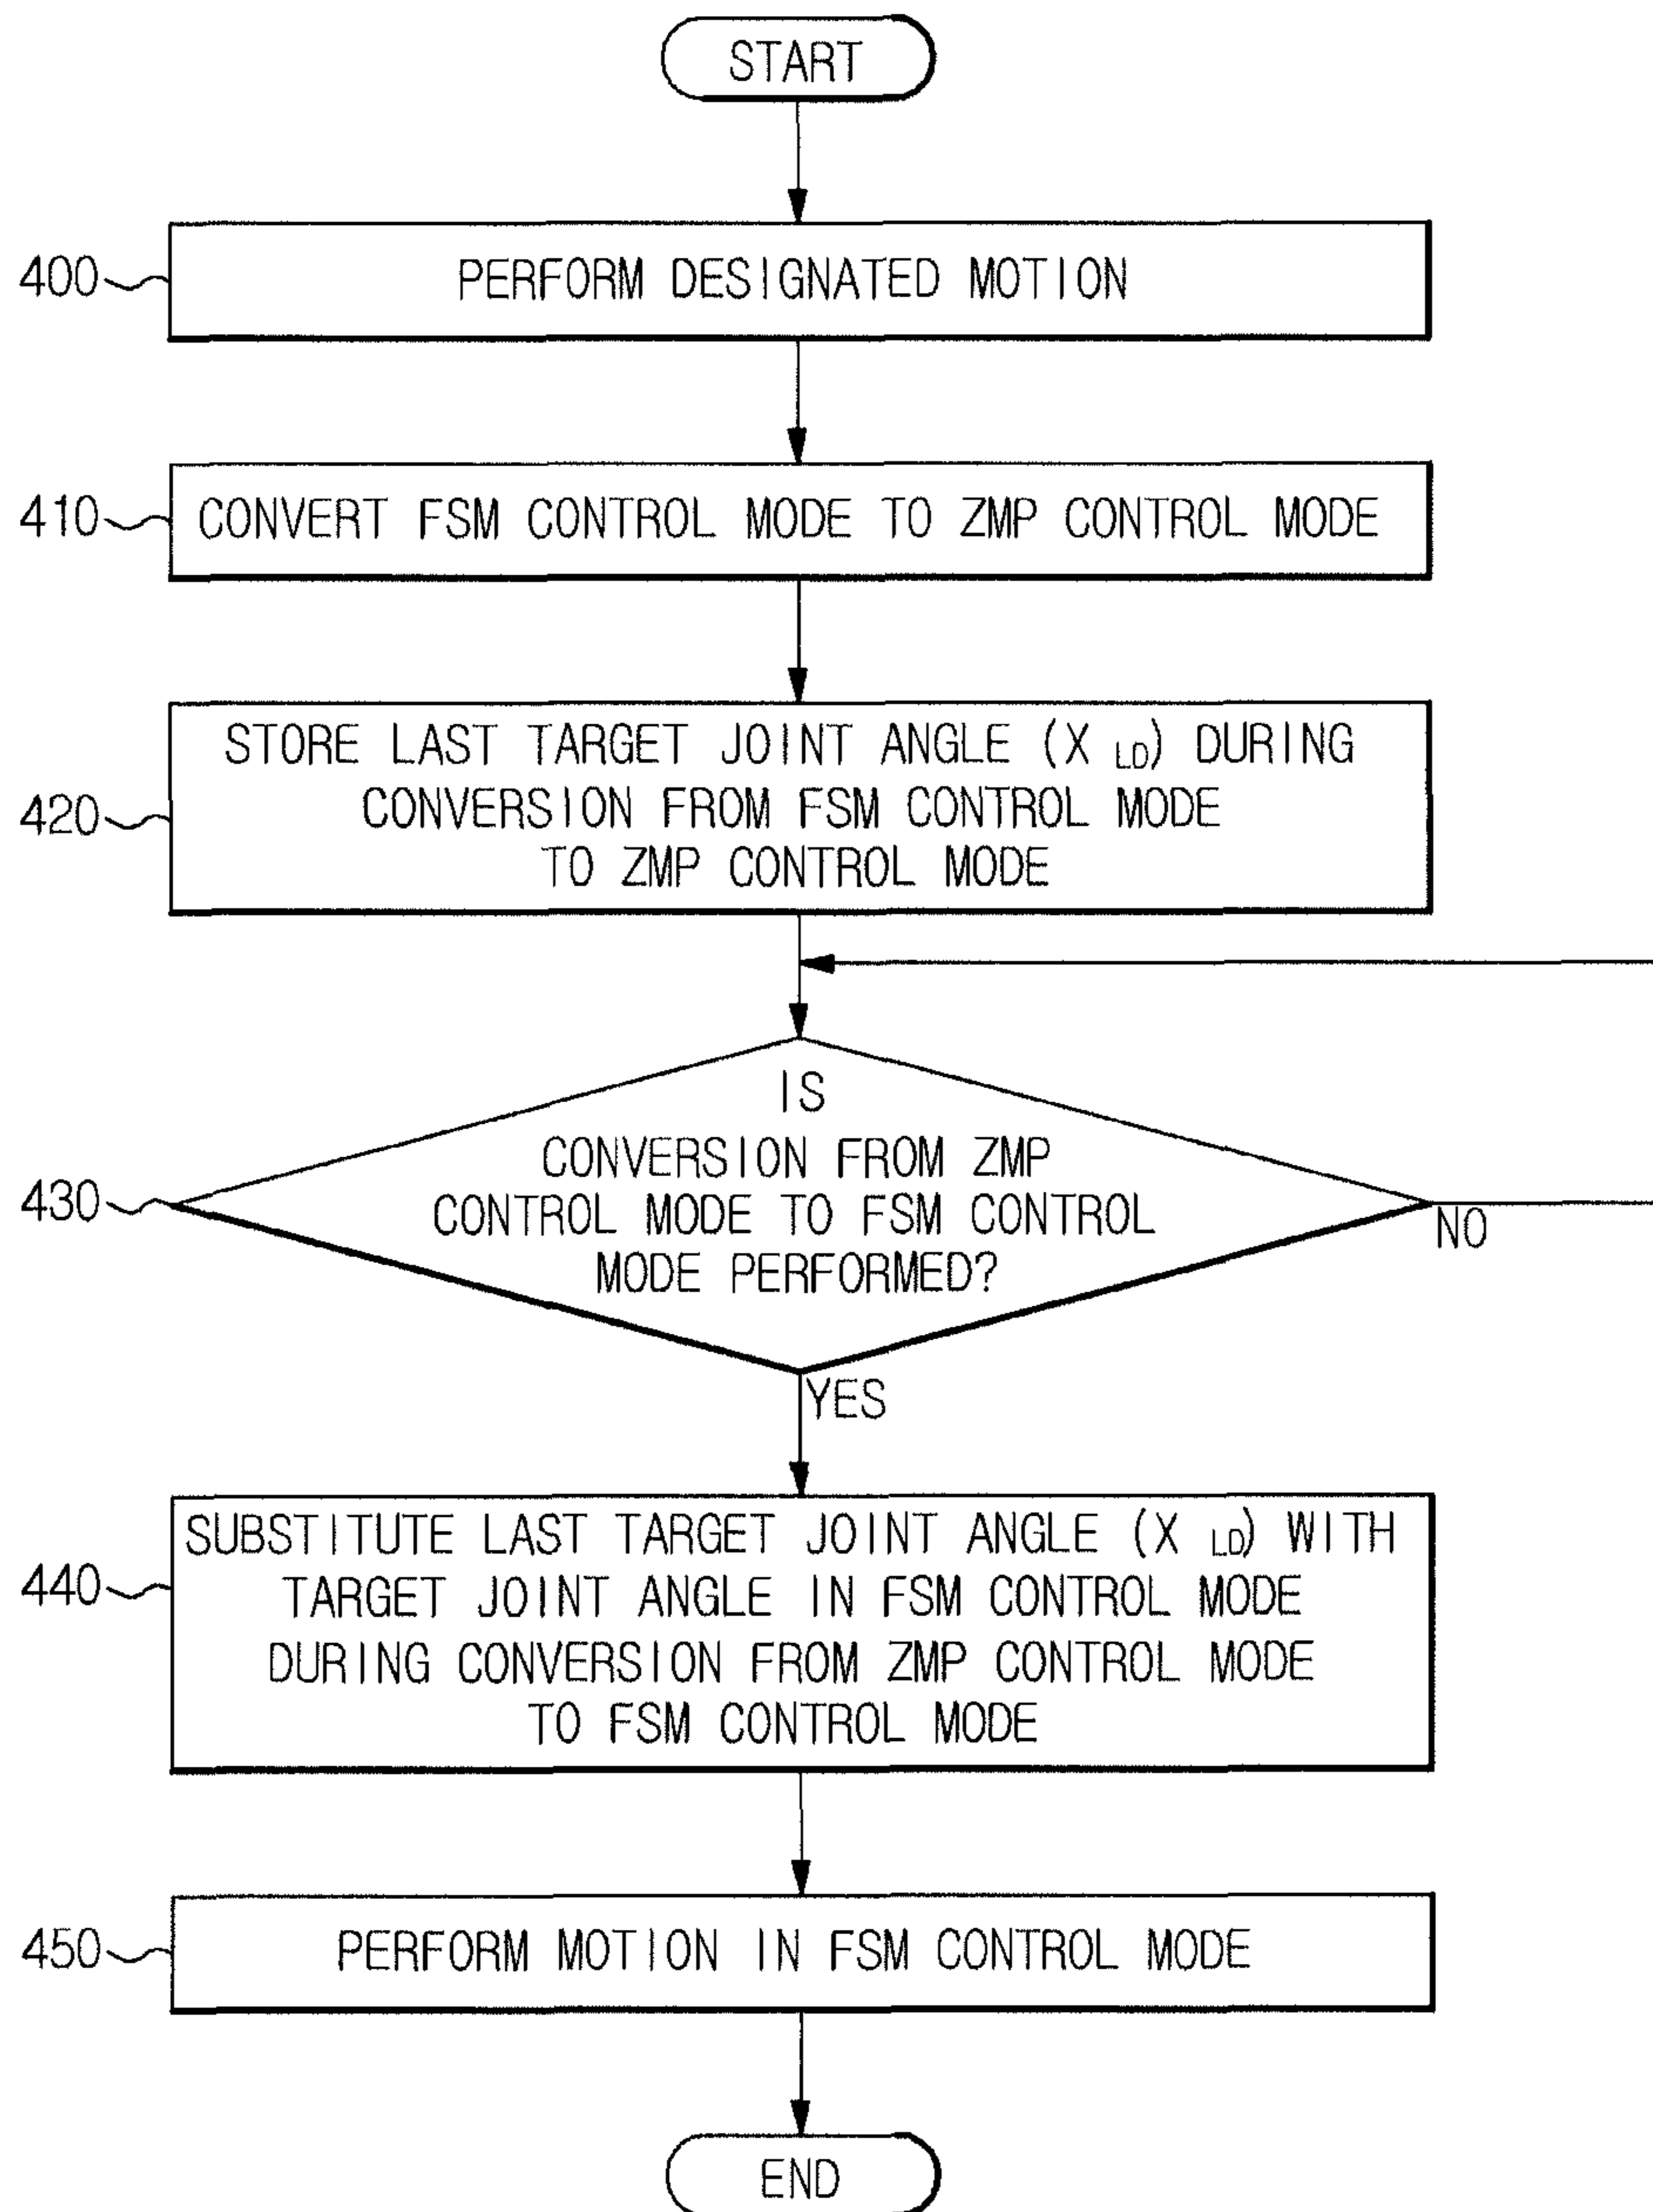 START
400
PERFORM DESIGNATED MOTION
410
CONVERT FSM CONTROL MODE TO ZMP CONTROL MODE
420
STORE LAST TARGET JOINT ANGLE (X LD) DURING
CONVERSION FROM FSM CONTROL MODE
TO ZMP CONTROL MODE
430
IS
CONVERSION FROM ZMP
CONTROL MODE TO FSM CONTROL
MODE PERFORMED?
NO
YES
440
SUBSTITUTE LAST TARGET JOINT ANGLE (X LD) WITH
TARGET JOINT ANGLE IN FSM CONTROL MODE
DURING CONVERSION FROM ZMP CONTROL MODE
TO FSM CONTROL MODE
450
PERFORM MOTION IN FSM CONTROL MODE
END